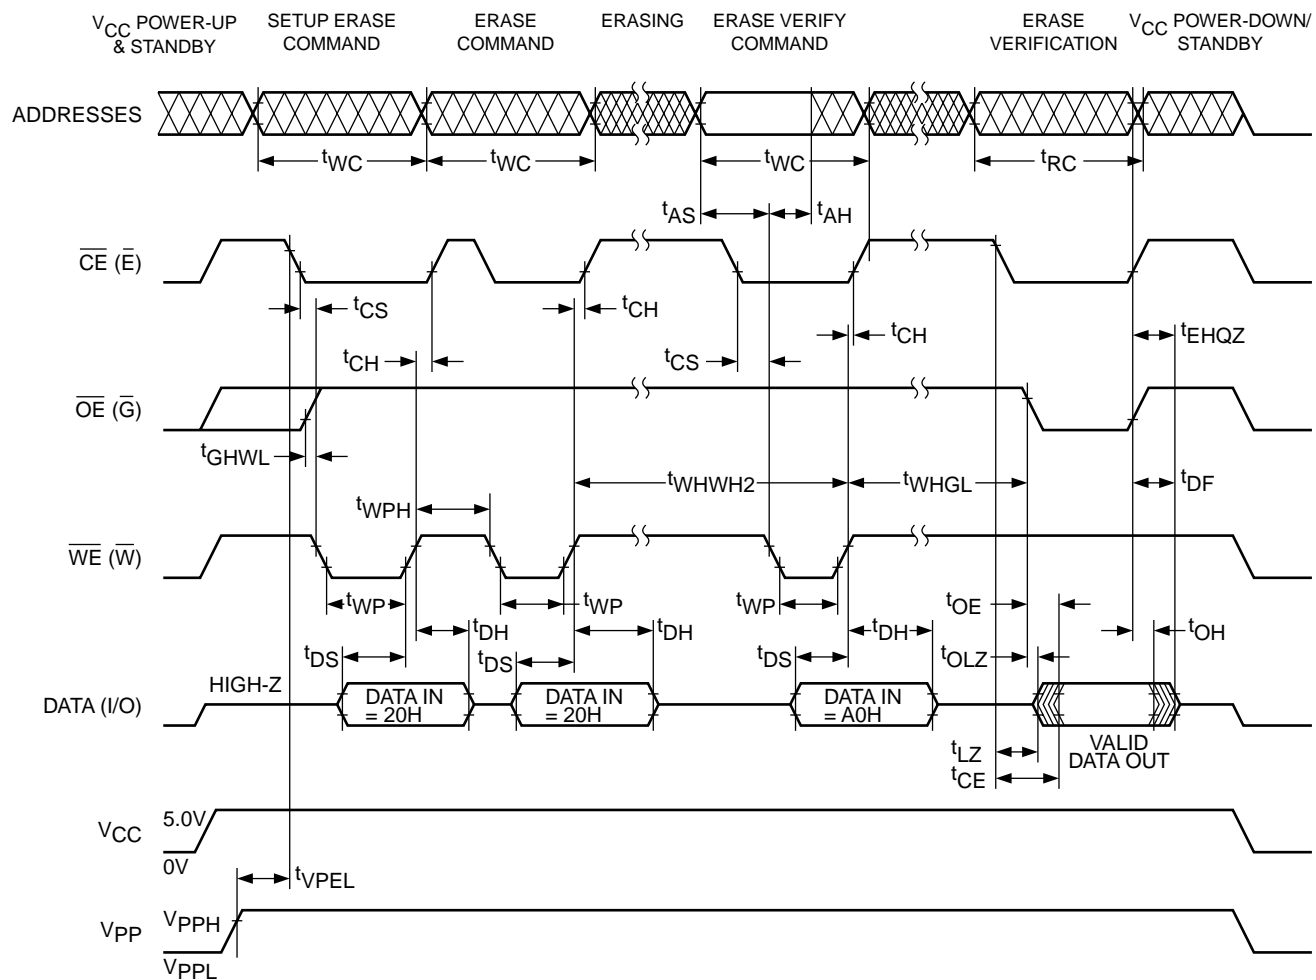 VCC POWER-UP
& STANDBY
SETUP ERASE
COMMAND
ERASE
COMMAND
ERASING
ERASE VERIFY
COMMAND
ERASE
VERIFICATION
VCC POWER-DOWN/
STANDBY
ADDRESSES
tWC
tWC
tWC
tRC
tAS
tAH
CE (E)
tCS
tCH
tCH
tCS
tCH
tEHQZ
OE (G)
tGHWL
tWHWH2
tWHGL
tDF
tWPH
WE (W)
tWP
tWP
tWP
tOE
tDH
tDH
tDH
tOH
tDS
tDS
tDS
tOLZ
DATA (I/O)
HIGH-Z
DATA IN
= 20H
DATA IN
= 20H
DATA IN
= A0H
VALID
DATA OUT
tLZ
tCE
VCC
5.0V
0V
tVPEL
VPP
VPPH
VPPL